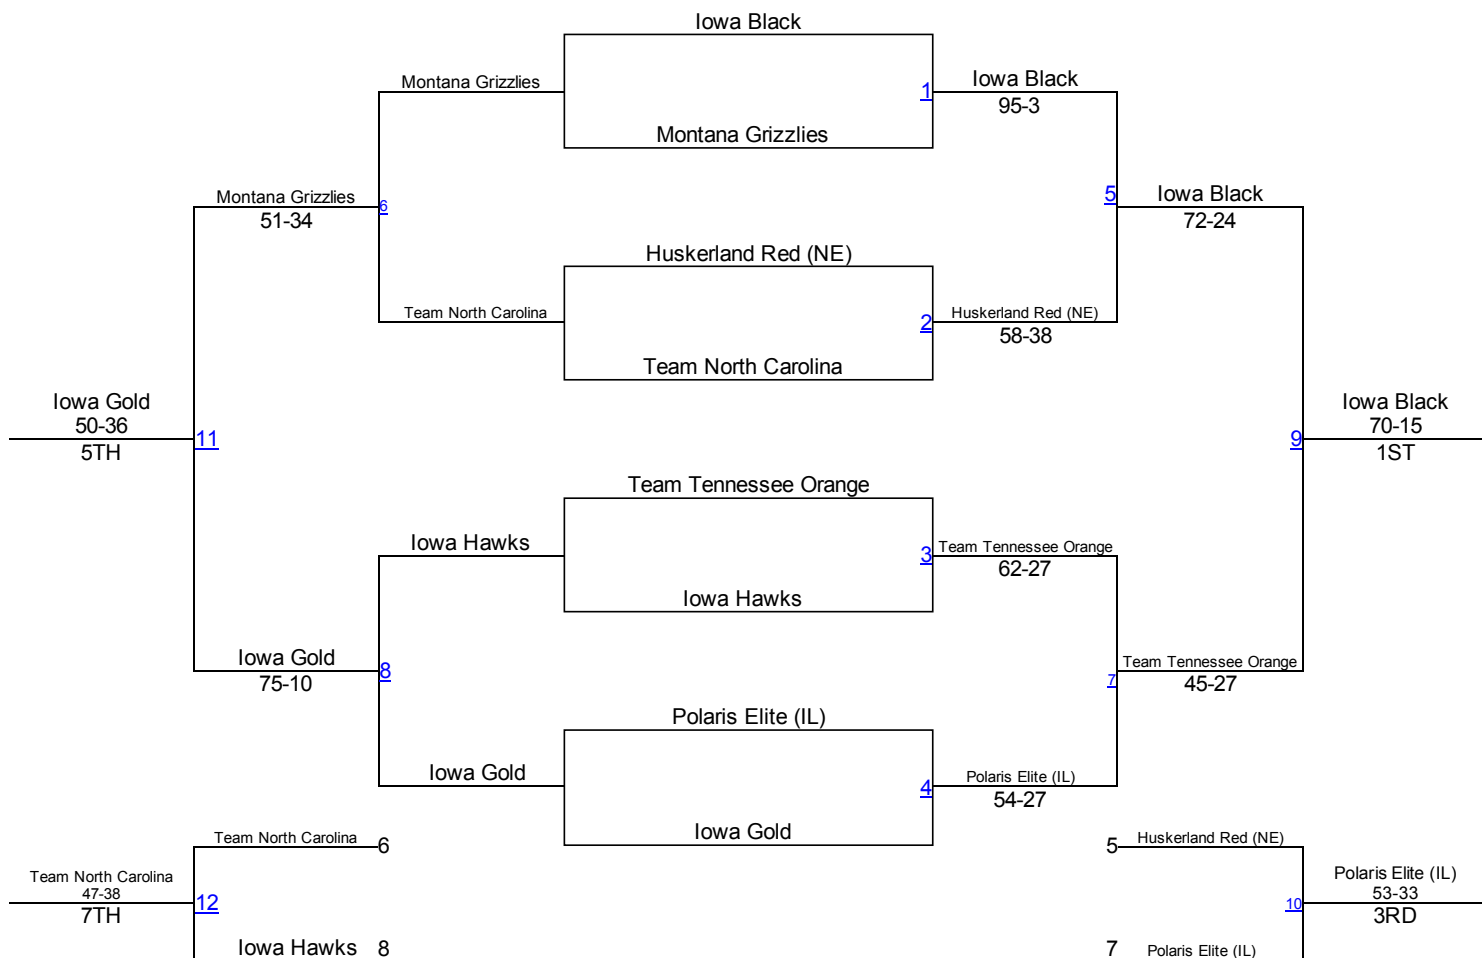 Iowa Black
Montana Grizzlies
1
Iowa Black
95-3
Montana Grizzlies
Montana Grizzlies
51-34
6
5
Iowa Black
72-24
Huskerland Red (NE)
Team North Carolina
2
Huskerland Red (NE)
58-38
Team North Carolina
Iowa Gold
50-36
5TH
11
9
Iowa Black
70-15
1ST
Team Tennessee Orange
Iowa Hawks
3
Team Tennessee Orange
62-27
Iowa Hawks
Iowa Gold
75-10
8
7
Team Tennessee Orange
45-27
Polaris Elite (IL)
Iowa Gold
4
Polaris Elite (IL)
54-27
Iowa Gold
Team North Carolina 6
5 Huskerland Red (NE)
Team North Carolina
47-38
7TH
12
10
Polaris Elite (IL)
53-33
3RD
Iowa Hawks 8
7 Polaris Elite (IL)